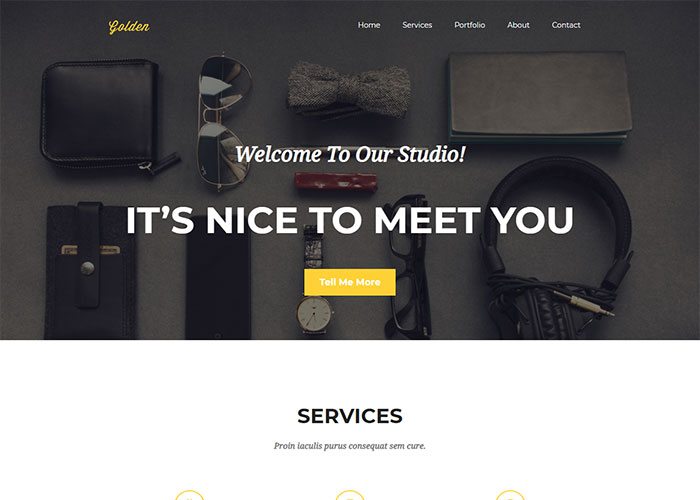 Golden
Home Services Portfolio About Contact
Welcome To Our Studio!
IT’S NICE TO MEET YOU
Tell Me More
SERVICES
Proin iaculis purus consequat sem cure.